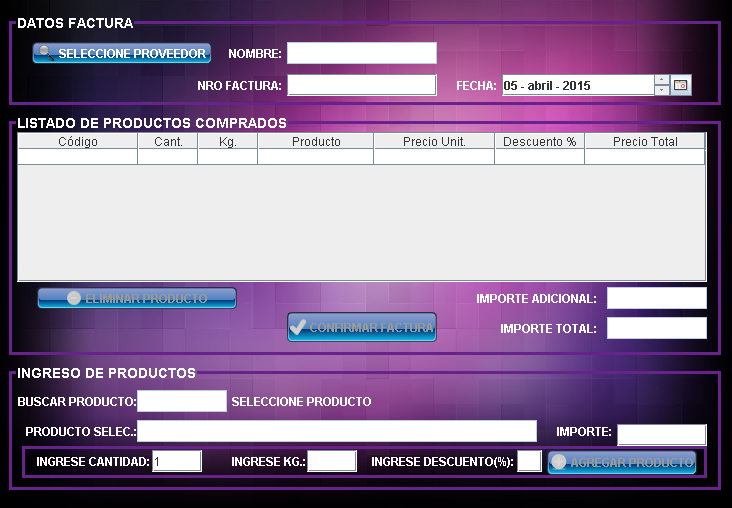 DATOS FACTURA
SELECCIONE PROVEEDOR NOMBRE:
NRO FACTURA: FECHA: 05 - abril - 2015
LISTADO DE PRODUCTOS COMPRADOS
Código Cant. Kg. Producto Precio Unit. Descuento % Precio Total
ELIMINAR PRODUCTO IMPORTE ADICIONAL:
CONFIRMAR FACTURA IMPORTE TOTAL:
INGRESO DE PRODUCTOS
BUSCAR PRODUCTO: SELECCIONE PRODUCTO
PRODUCTO SELEC.: IMPORTE:
INGRESE CANTIDAD: 1 INGRESE KG.: INGRESE DESCUENTO(%): AGREGAR PRODUCTO